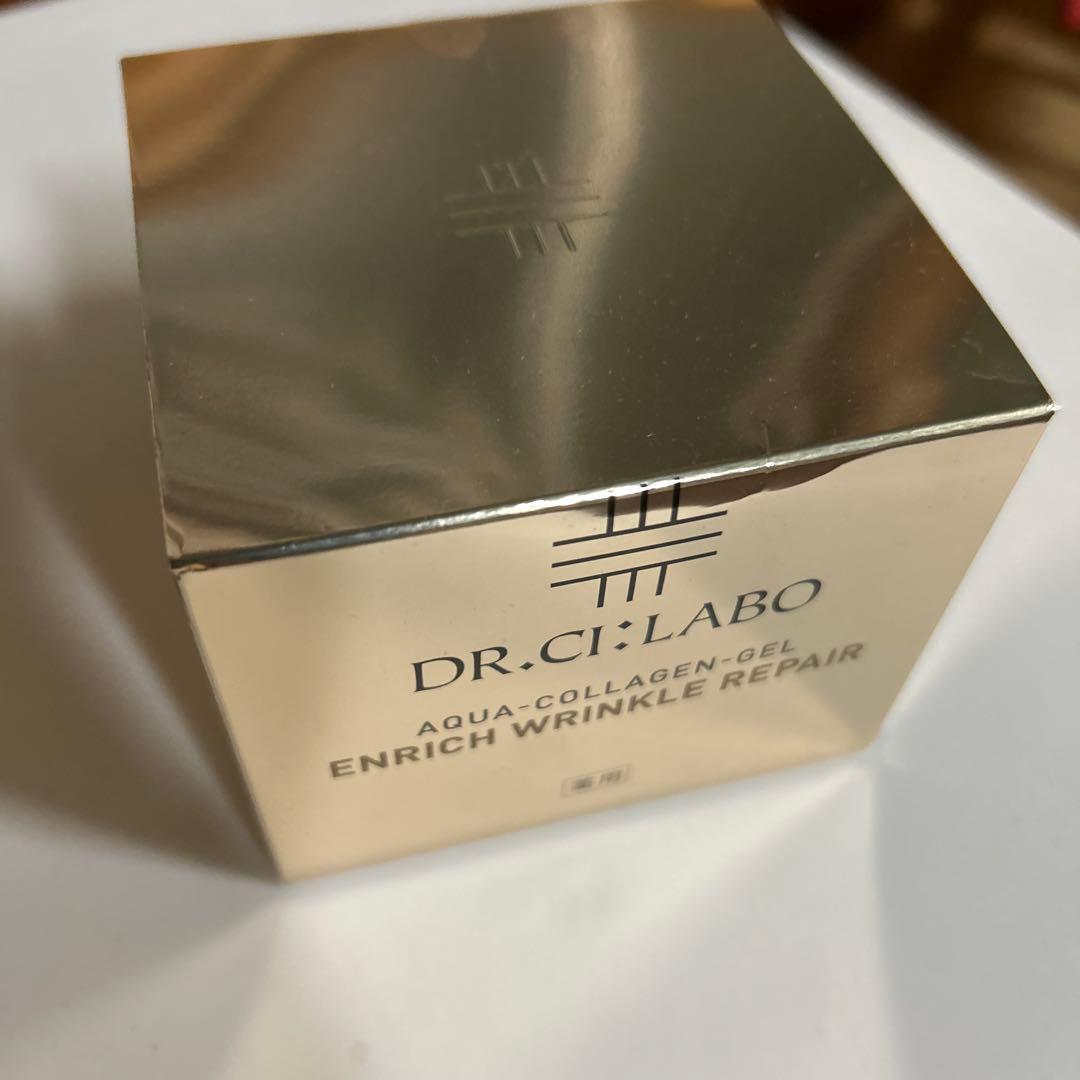 DR.CI:LABO
AQUA-COLLAGEN-GEL
ENRICH WRINKLE REPAIR
薬用